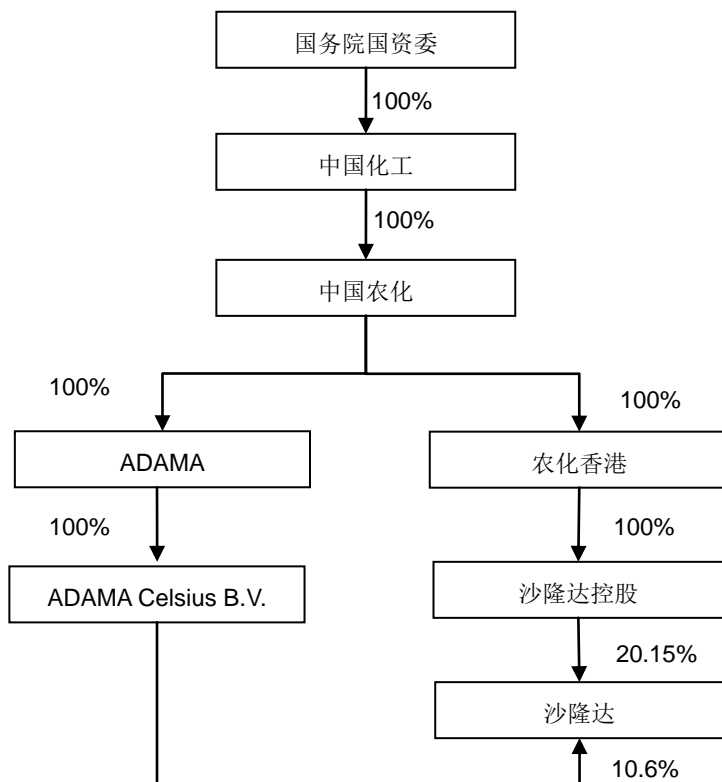 国务院国资委
100%
中国化工
100%
中国农化
100%
100%
ADAMA
农化香港
100%
100%
ADAMA Celsius B.V.
沙隆达控股
20.15%
沙隆达
10.6%